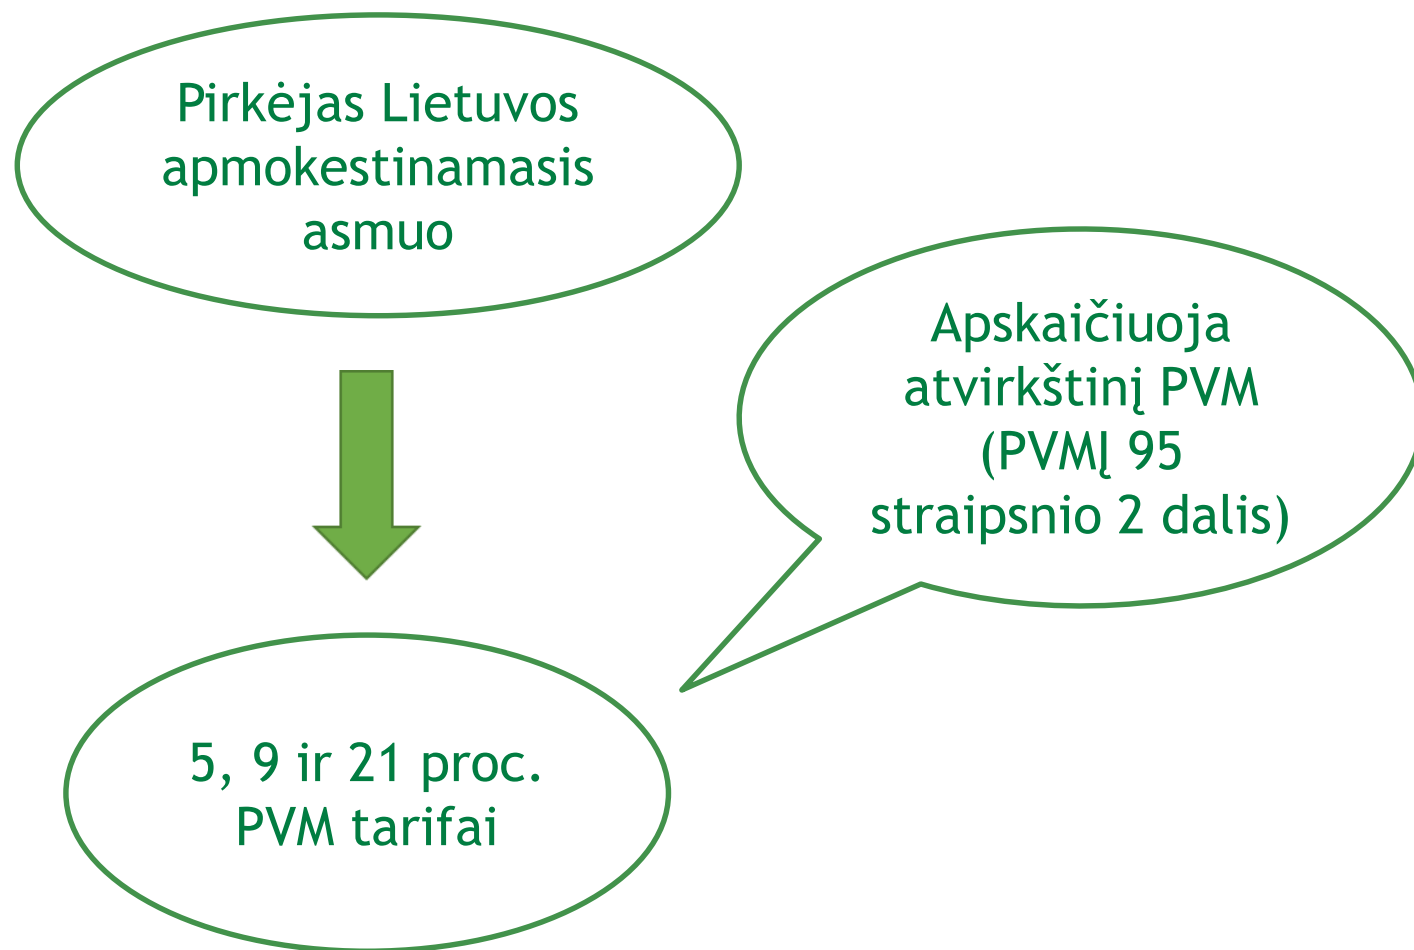 Pirkėjas Lietuvos
apmokestinamasis
asmuo
Apskaičiuoja
atvirkštinį PVM
(PVMĮ 95
straipsnio 2 dalis)
5, 9 ir 21 proc.
PVM tarifai